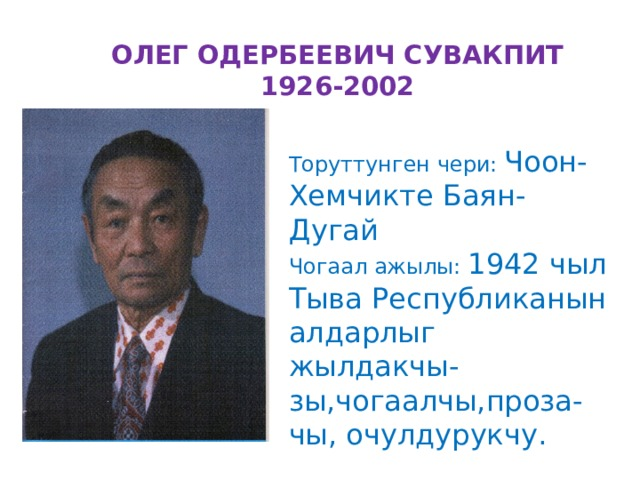 ОЛЕГ ОДЕРБЕЕВИЧ СУВАКПИТ
1926-2002
Торуттунген чери: Чоон-
Хемчикте Баян-
Дугай
Чогаал ажылы: 1942 чыл
Тыва Республиканын
алдарлыг
жылдакчы-
зы,чогаалчы,проза-
чы, очулдурукчу.